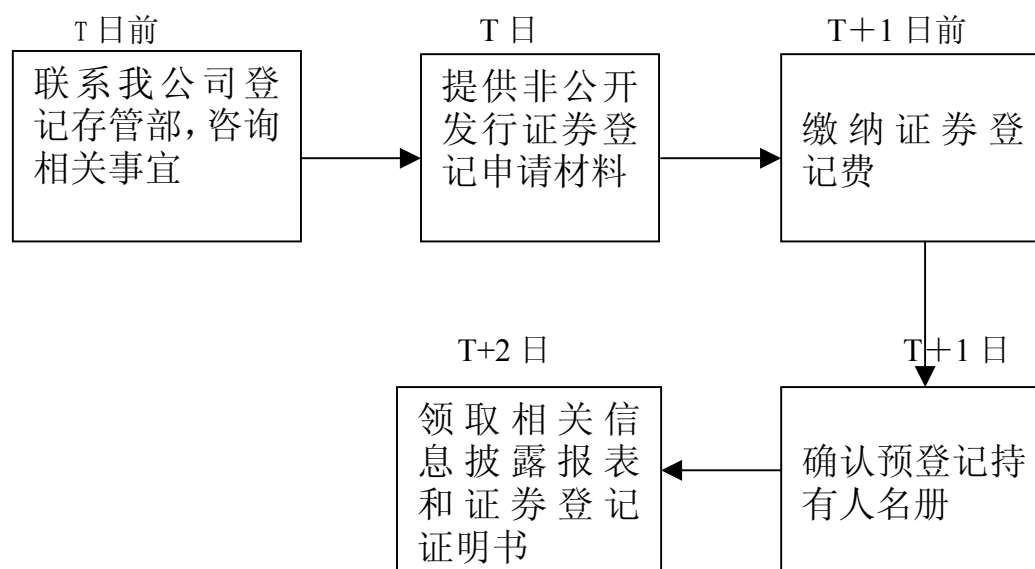 T 日前
T 日
T＋1 日前
联系我公司登
记存管部，咨询
相关事宜
提供非公开
发行证券登
记申请材料
缴纳证券登
记费
T+2 日
T＋1 日
领取相关信
息披露报表
和证券登记
证明书
确认预登记持
有人名册